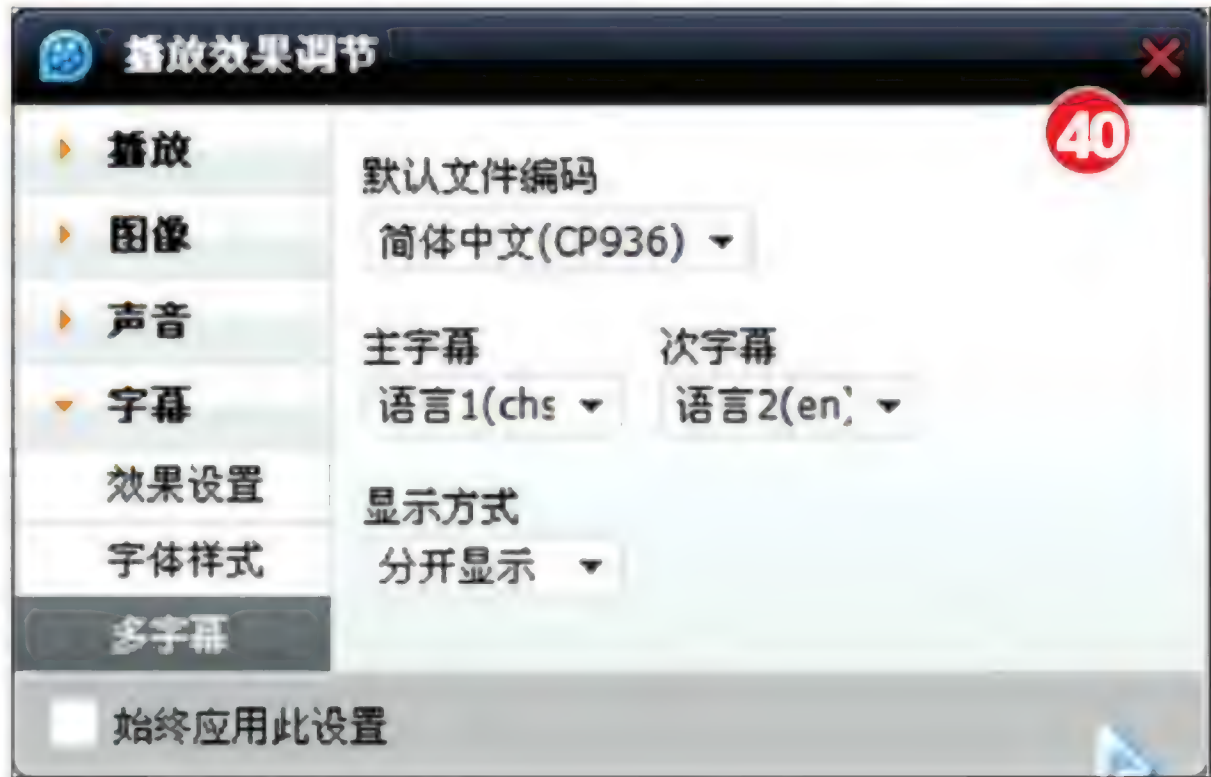 播放效果调节
40
播放
图像
声音
字幕
效果设置
字体样式
多字幕
默认文件编码
简体中文(CP936)
主字幕 次字幕
语言1(chs 语言2(en)
显示方式
分开显示
始终应用此设置